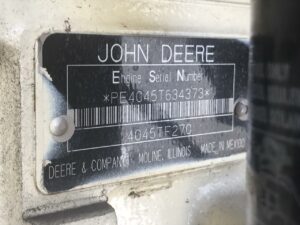 JOHN DEERE
Engine Serial Number
*PE4045T634373*
4045TF270
DEERE & COMPANY MOLINE, ILLINOIS MADE IN MEXICO